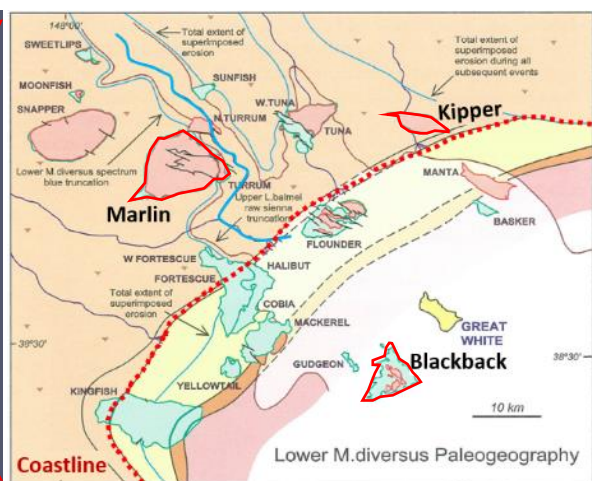 148°00'
SWEETLIPS
Total extent of
superimposed
erosion
Total extent
of superimposed
erosion during all
subsequent events
MOONFISH
SUNFISH
SNAPPER
W.TUNA
N.TURRUM
TUNA
Kipper
Lower M.diversus spectrum
blue truncation
MANTA
Marlin
TURRUM
Upper L.balmei
raw sienna
truncation
BASKER
FLOUNDER
W FORTESCUE
HALIBUT
FORTESCUE
Total extent of
superimposed
erosion
COBIA
MACKEREL
GREAT
WHITE
38°30'
38°30'
GUDGEON
Blackback
YELLOWTAIL
KINGFISH
10 km
Coastline
Lower M.diversus Paleogeography